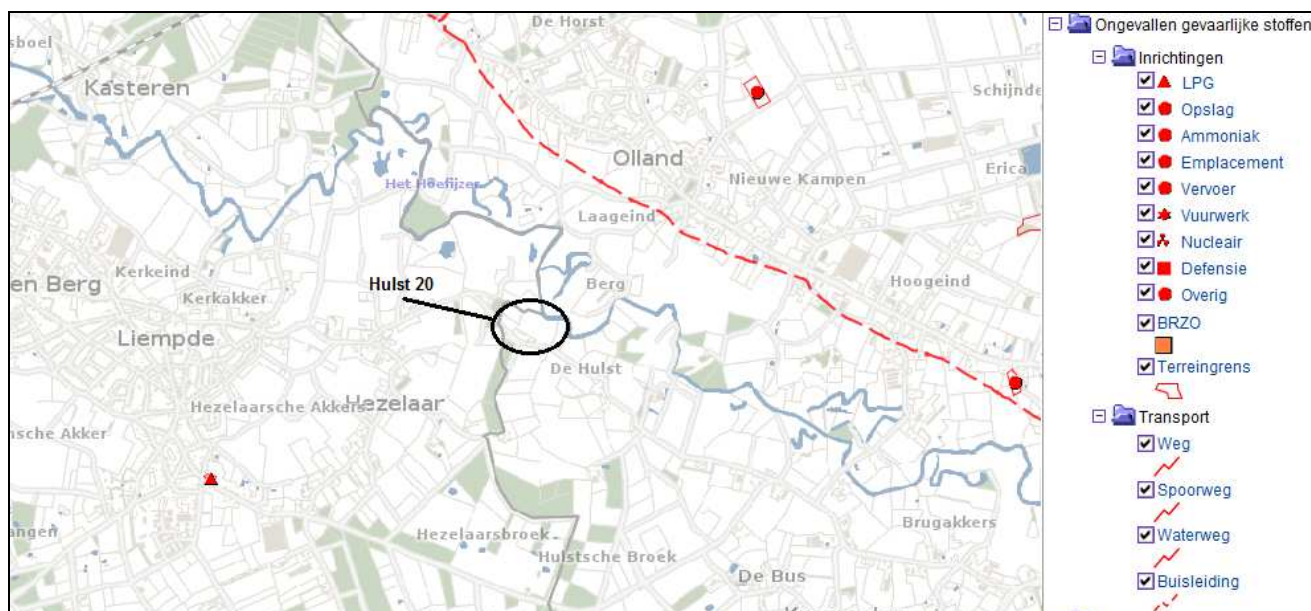 De Horst
sboel
Kasteren
Schijnde
Olland
Erica
Nieuwe Kampen
Het Hoefijzer
Laageind
Kerkeind
en Berg
Hulst 20
Berg
Hoogeind
Kerkakker
Liempde
De Hulst
Hezelaarsche Akkers
Hezelaar
nsche Akker
angen
Hezelaarsbroek
Brugakkers
Hulstsche Broek
De Bus
Ongevallen gevaarlijke stoffen
Inrichtingen
LPG
Opslag
Ammoniak
Emplacement
Vervoer
Vuurwerk
Nucleair
Defensie
Overig
BRZO
Terreingrens
Transport
Weg
Spoorweg
Waterweg
Buisleiding